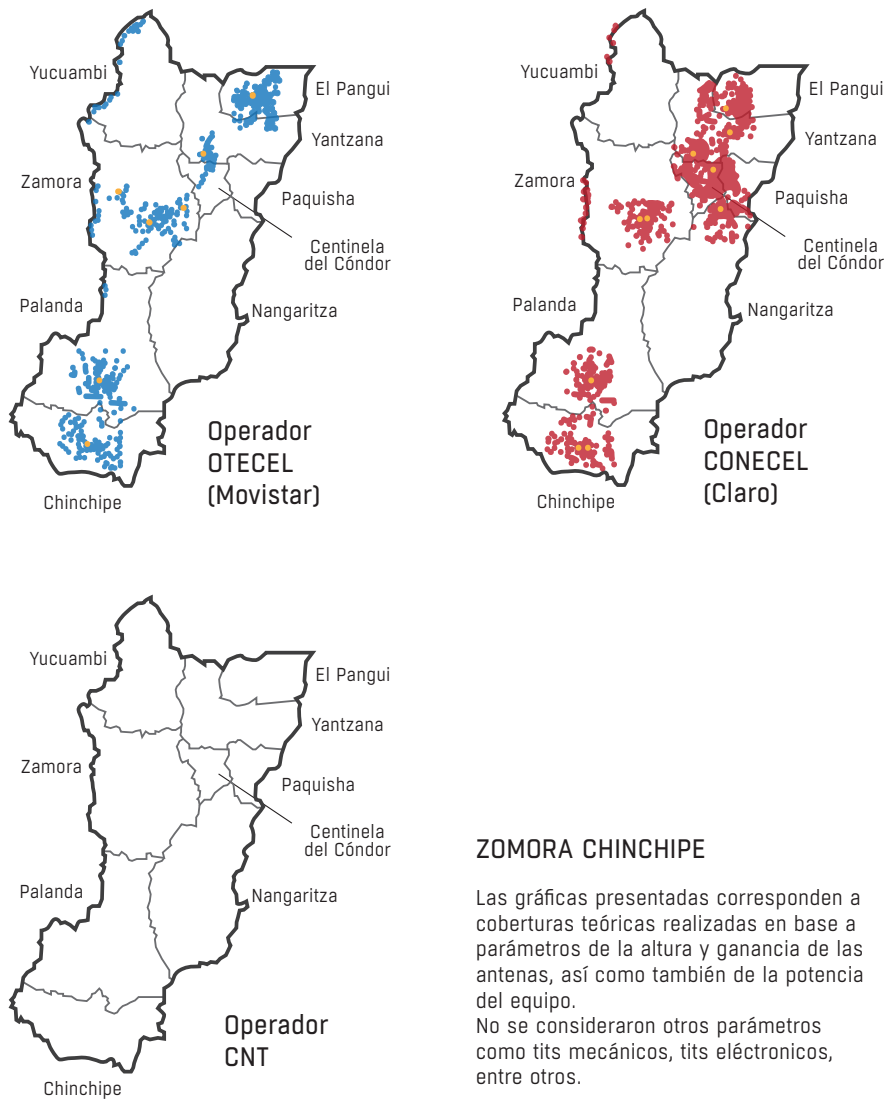 Yucuambi
El Pangui
Yantzana
Zamora
Paquisha
Centinela
del Cóndor
Palanda
Nangaritza
Operador
OTECEL
(Movistar)
Chinchipe
Yucuambi
El Pangui
Yantzana
Zamora
Paquisha
Centinela
del Cóndor
Palanda
Nangaritza
Operador
CONECEL
(Claro)
Chinchipe
Yucuambi
El Pangui
Yantzana
Zamora
Paquisha
Centinela
del Cóndor
Palanda
Nangaritza
Operador
CNT
Chinchipe
ZOMORA CHINCHIPE
Las gráficas presentadas corresponden a
coberturas teóricas realizadas en base a
parámetros de la altura y ganancia de las
antenas, así como también de la potencia
del equipo.
No se consideraron otros parámetros
como tits mecánicos, tits eléctronicos,
entre otros.